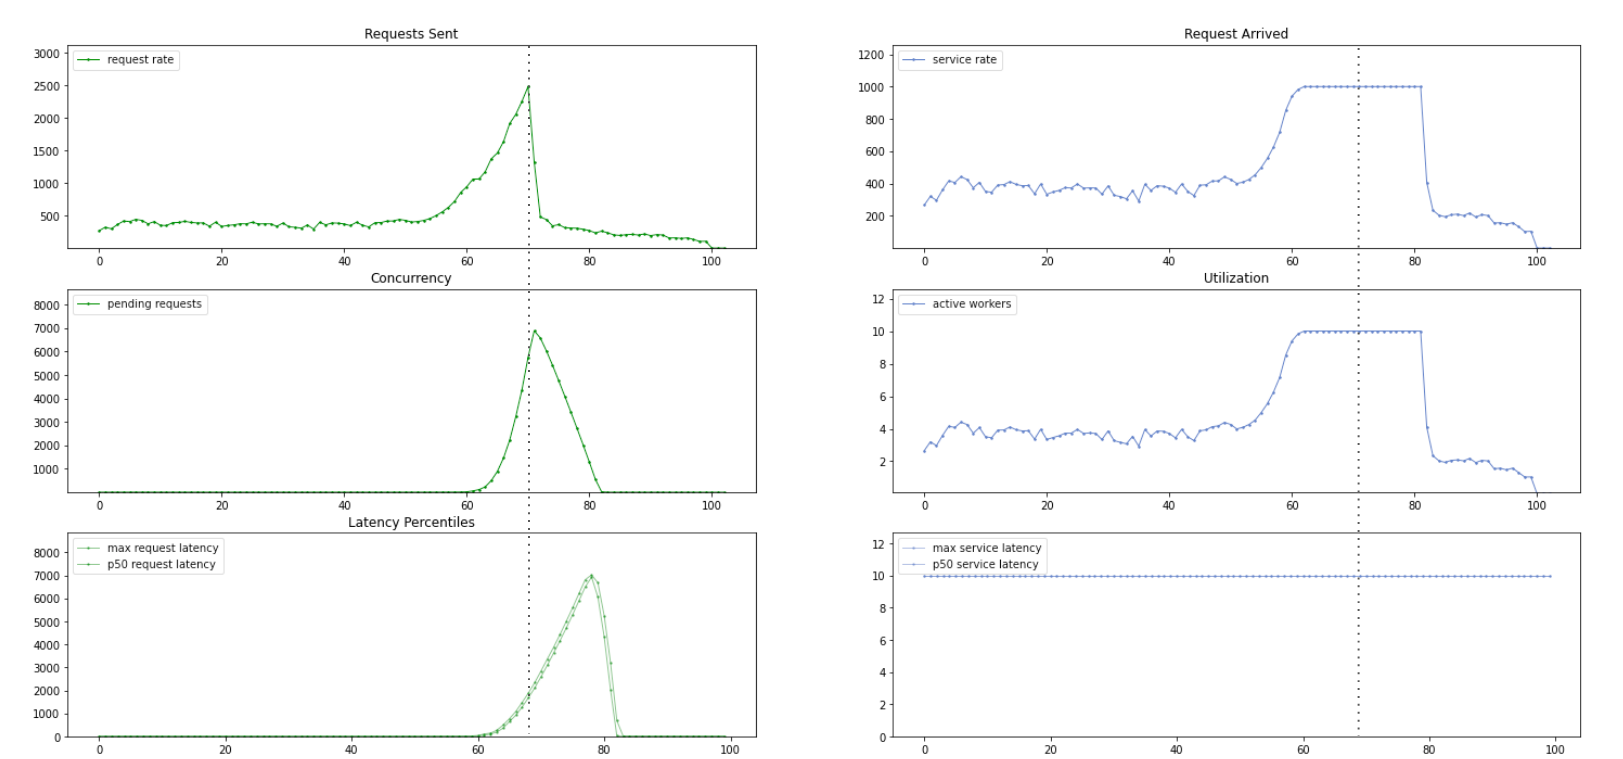 Requests Sent
request rate
3000
2500
2000
1500
1000
500
0 20 40 60 80 100
Request Arrived
service rate
1200
1000
800
600
400
200
0 20 40 60 80 100
Concurrency
pending requests
8000
7000
6000
5000
4000
3000
2000
1000
0 20 40 60 80 100
Utilization
active workers
12
10
8
6
4
2
0 20 40 60 80 100
Latency Percentiles
max request latency
p50 request latency
8000
7000
6000
5000
4000
3000
2000
1000
0
0 20 40 60 80 100
max service latency
p50 service latency
12
10
8
6
4
2
0
0 20 40 60 80 100